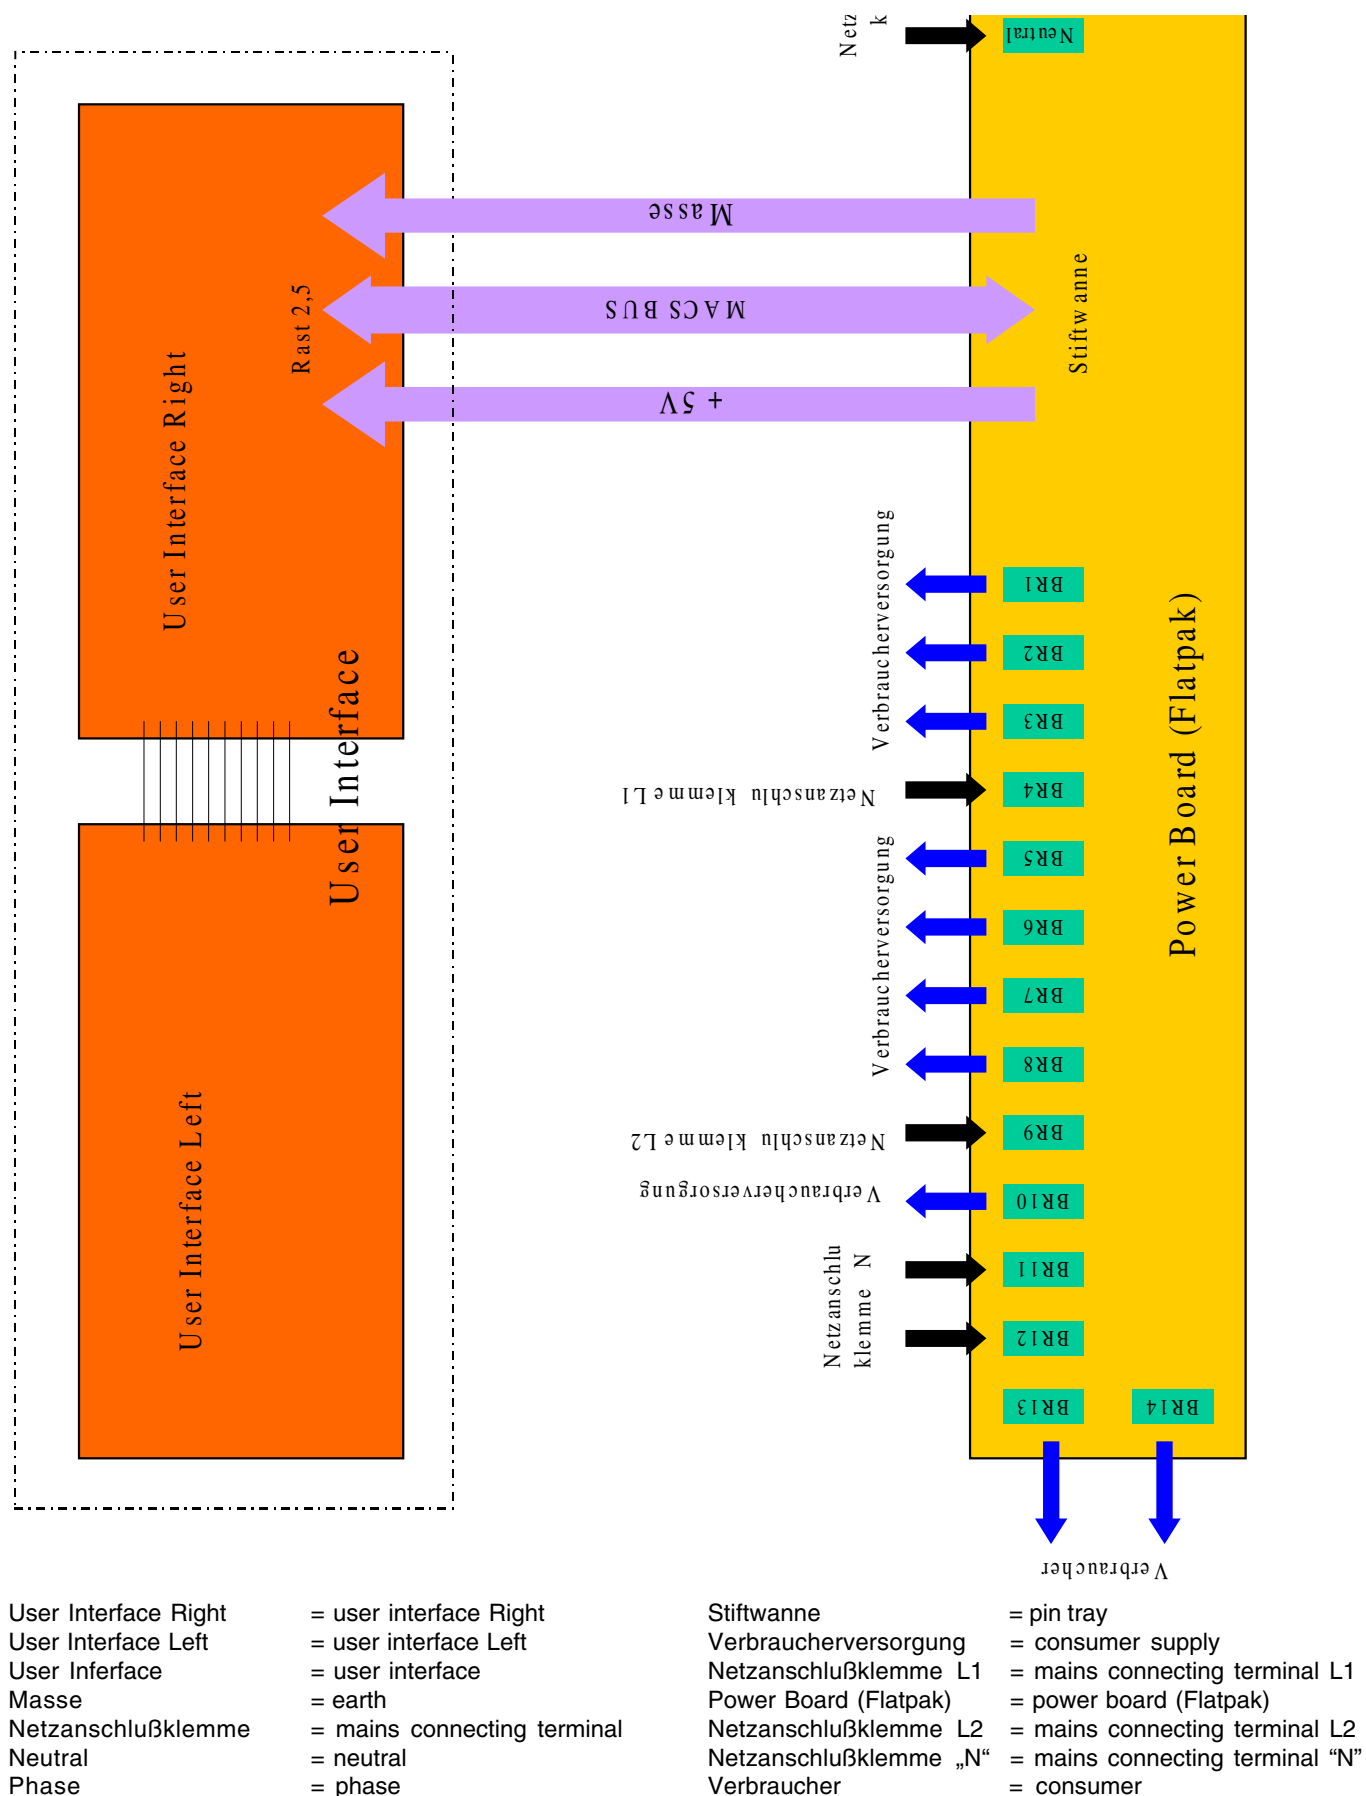 Netz
k
Neutral
Masse
MACS BUS
+ 5V
Rast 2,5
Stiftwanne
User Interface Right
User Interface
User Interface Left
Verbraucherversorgung
Netzanschlu klemme L1
Verbraucherversorgung
Netzanschlu klemme L2
Verbraucherversorgung
Netzanschlu
klemme N
BR1
BR2
BR3
BR4
BR5
BR6
BR7
BR8
BR9
BR10
BR11
BR12
BR13
BR14
Power Board (Flatpak)
Verbraucher
User Interface Right = user interface Right
User Interface Left = user interface Left
User Inferface = user interface
Masse = earth
Netzanschlußklemme = mains connecting terminal
Neutral = neutral
Phase = phase
Stiftwanne = pin tray
Verbraucherversorgung = consumer supply
Netzanschlußklemme L1 = mains connecting terminal L1
Power Board (Flatpak) = power board (Flatpak)
Netzanschlußklemme L2 = mains connecting terminal L2
Netzanschlußklemme „N“ = mains connecting terminal “N”
Verbraucher = consumer